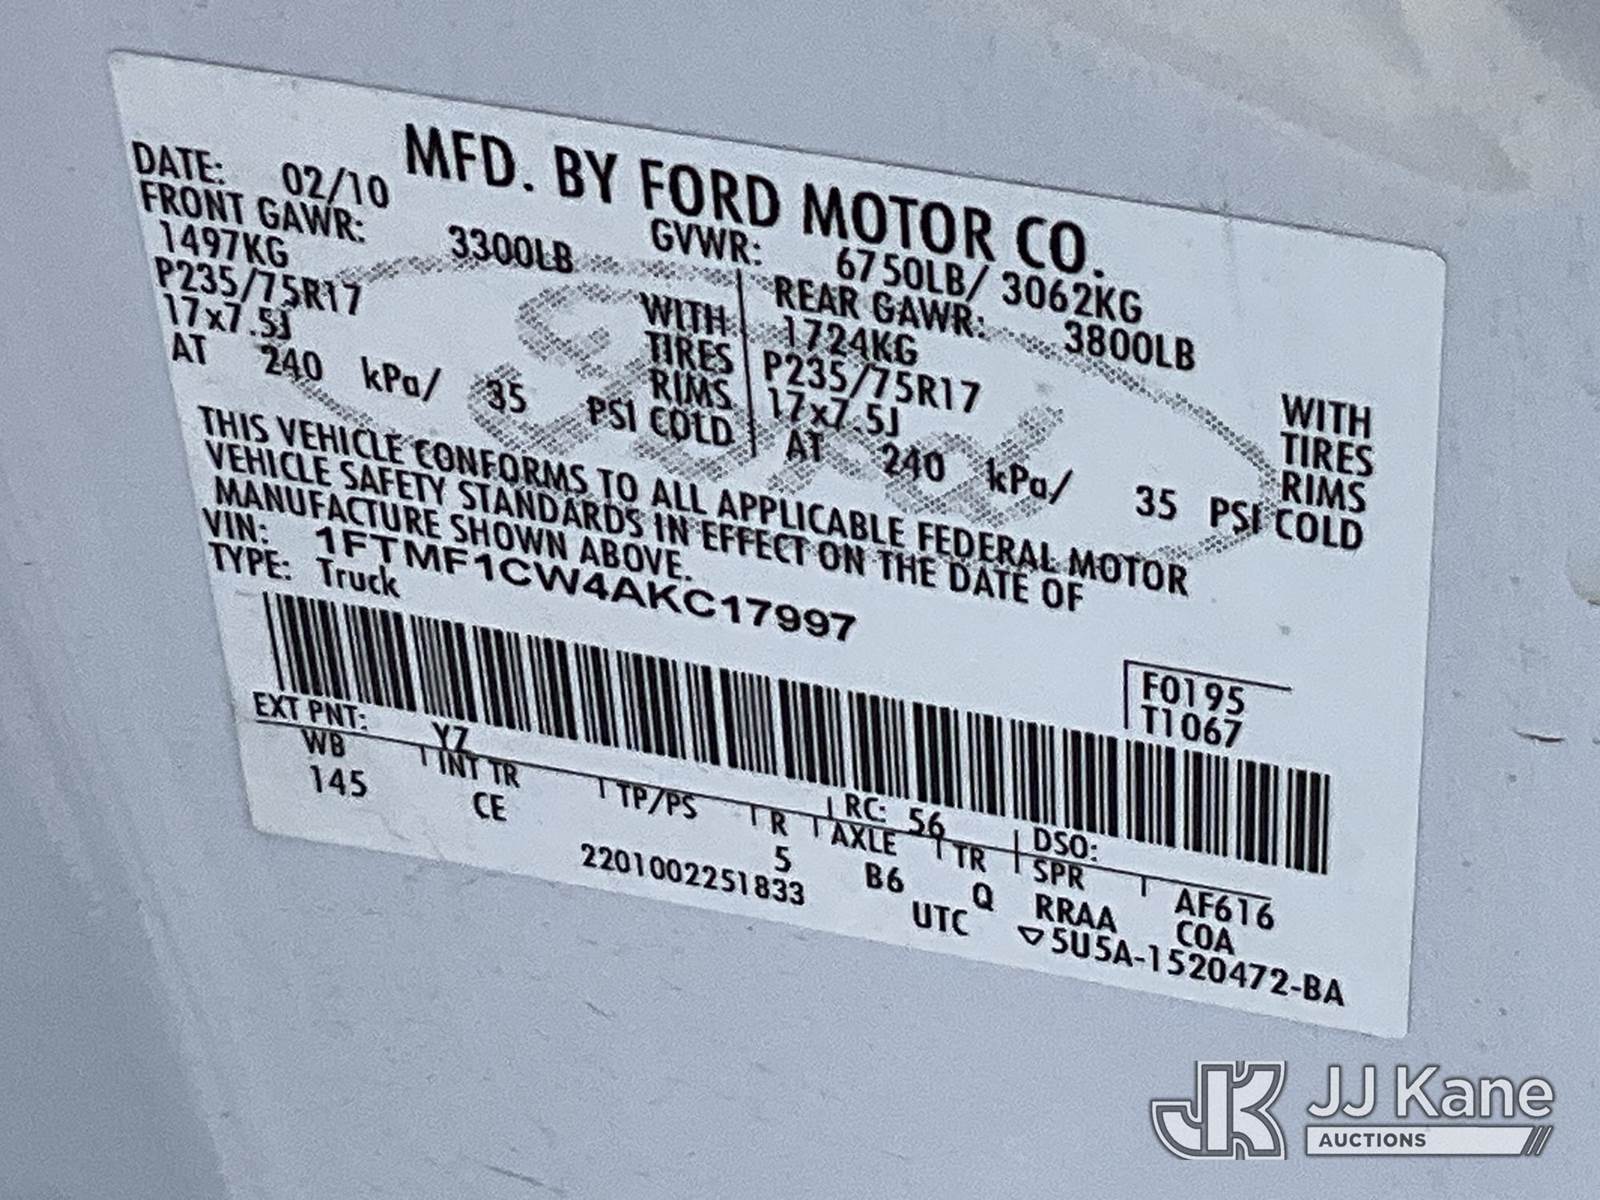 MFD. BY FORD MOTOR CO.
DATE: 02/10 GVWR: 6750LB/ 3062KG
FRONT GAWR: 3300LB REAR GAWR: 3800LB
1497KG WITH 1724KG WITH
P235/75R17 TIRES P235/75R17 TIRES
17x7.5J RIMS 17x7.5J RIMS
AT 240 kPa/ 35 PSI COLD AT 240 kPa/ 35 PSI COLD
Ford
THIS VEHICLE CONFORMS TO ALL APPLICABLE FEDERAL MOTOR
VEHICLE SAFETY STANDARDS IN EFFECT ON THE DATE OF
MANUFACTURE SHOWN ABOVE.
VIN: 1FTMF1CW4AKC17997
TYPE: Truck
F0195
T1067
EXT PNT: YZ RC: 56 DSO:
WB INT TR TP/PS R AXLE TR SPR AF616
145 CE 5 B6 Q RRAA COA
2201002251833 UTC ▽5U5A-1520472-BA
JK JJ Kane
AUCTIONS